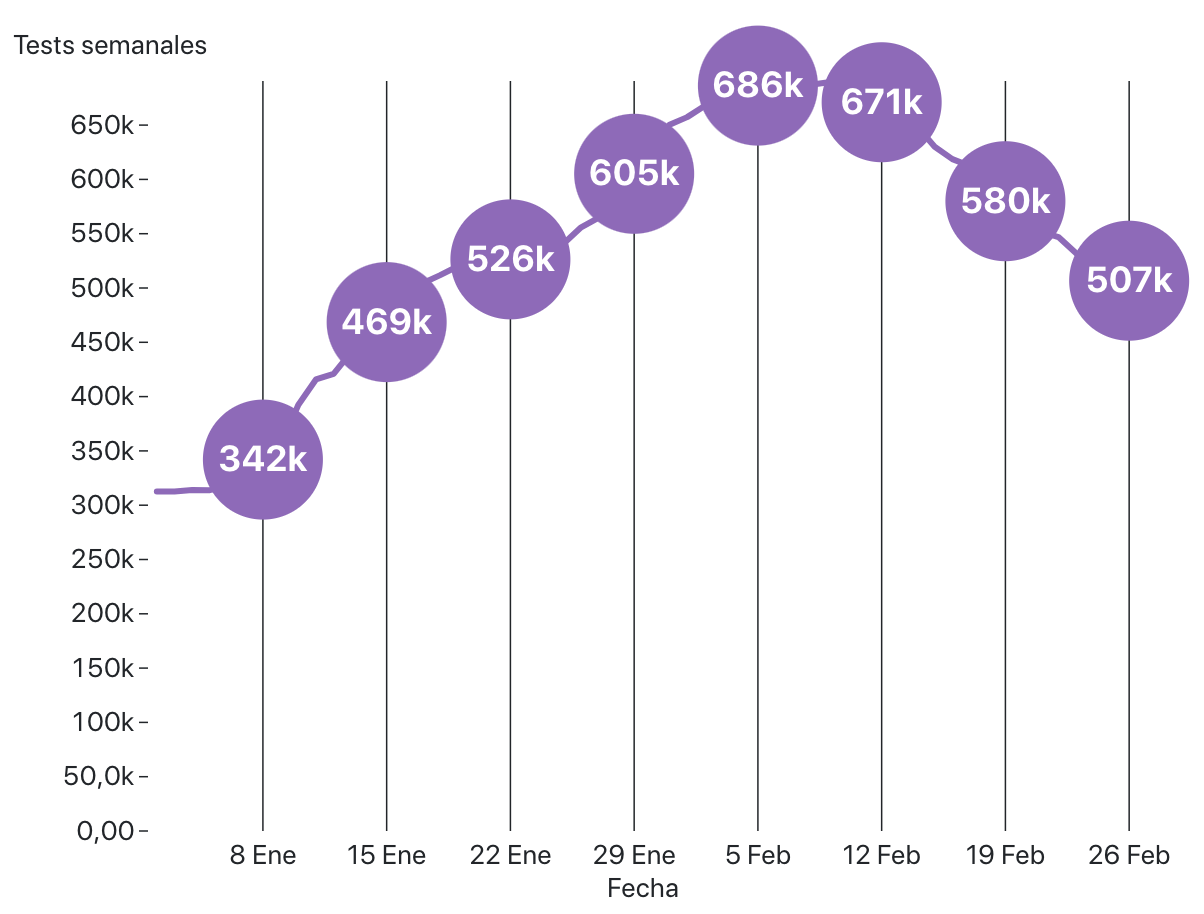 Tests semanales
686k
671k
650k
605k
600k
580k
550k
526k
507k
500k
469k
450k
400k
350k
342k
300k
250k
200k
150k
100k
50,0k
0,00
8 Ene 15 Ene 22 Ene 29 Ene 5 Feb 12 Feb 19 Feb 26 Feb
Fecha